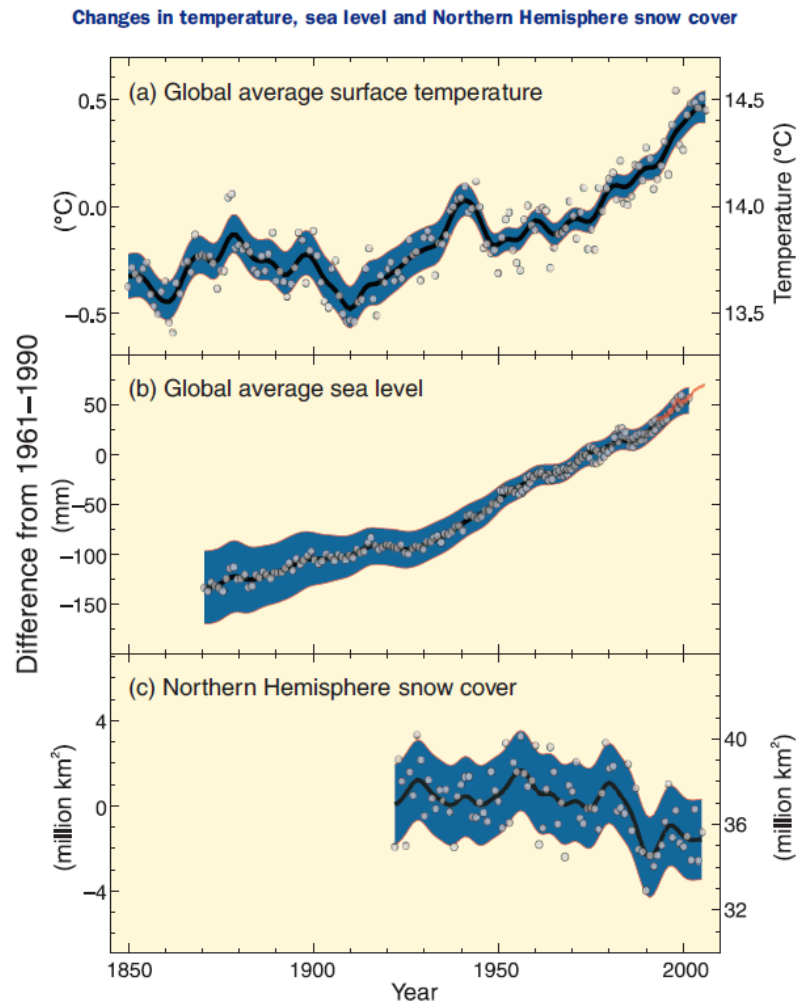 Changes in temperature, sea level and Northern Hemisphere snow cover
(a) Global average surface temperature
0.5
0.0
−0.5
(°C)
14.5
14.0
13.5
Temperature (°C)
Difference from 1961–1990
(b) Global average sea level
50
0
−50
−100
−150
(mm)
(c) Northern Hemisphere snow cover
4
0
−4
(million km²)
40
36
32
(million km²)
1850 1900 1950 2000
Year